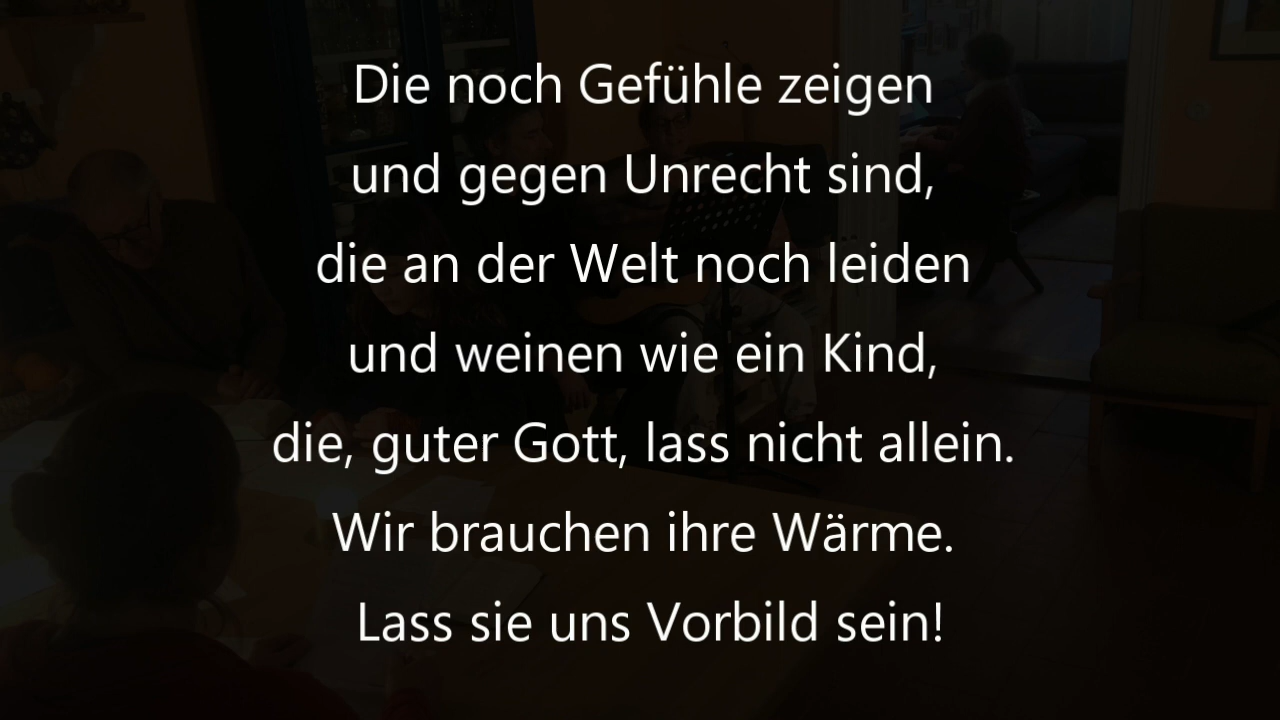 Die noch Gefühle zeigen
und gegen Unrecht sind,
die an der Welt noch leiden
und weinen wie ein Kind,
die, guter Gott, lass nicht allein.
Wir brauchen ihre Wärme.
Lass sie uns Vorbild sein!